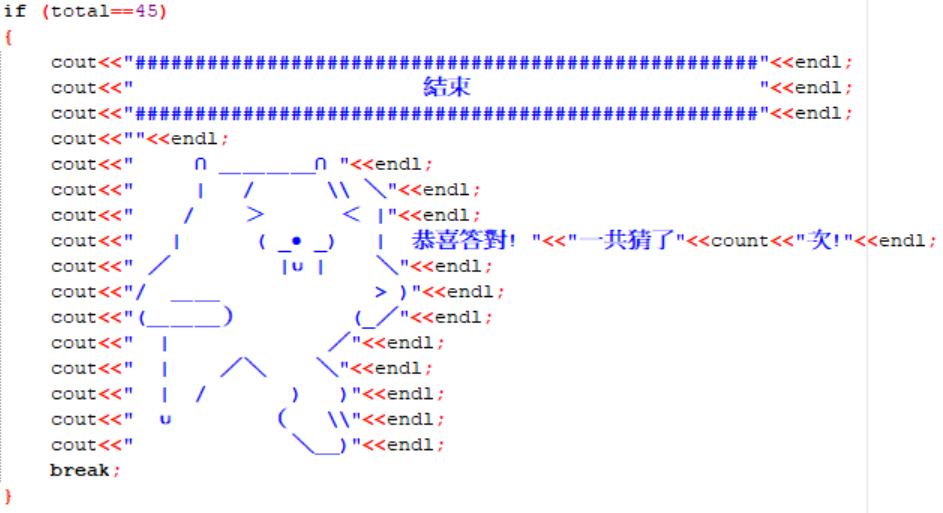 if (total==45)
{
cout<<"####################################################"<<endl;
cout<<"                        結束                        "<<endl;
cout<<"####################################################"<<endl;
cout<<""<<endl;
cout<<"     ∩ ________∩ "<<endl;
cout<<"     |   /      \\ ＼"<<endl;
cout<<"    /    ＞      ＜ |"<<endl;
cout<<"   |      ( _● _)   |  恭喜答對! "<<"一共猜了"<<count<<"次!"<<endl;
cout<<" ／         |∪ |    ＼"<<endl;
cout<<"/  ____             > )"<<endl;
cout<<"(______)          (_／"<<endl;
cout<<"  |             ／"<<endl;
cout<<"  |    ／＼     ＼"<<endl;
cout<<"  |  /       )   )"<<endl;
cout<<"  ∪         (   \\"<<endl;
cout<<"             ＼__)"<<endl;
break;
}